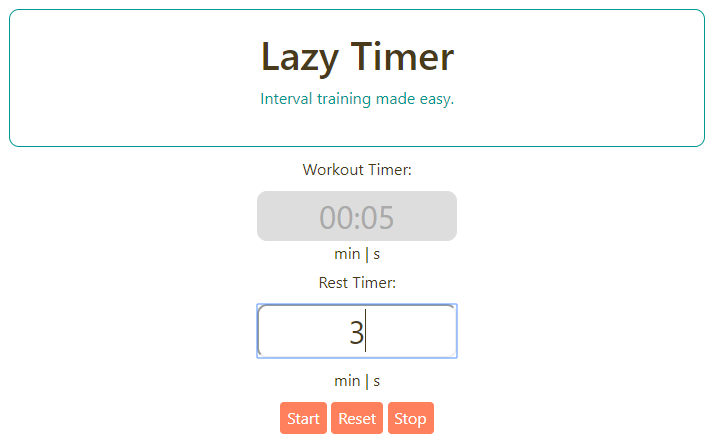 Lazy Timer
Interval training made easy.
Workout Timer:
00:05
min | s
Rest Timer:
3
min | s
Start Reset Stop